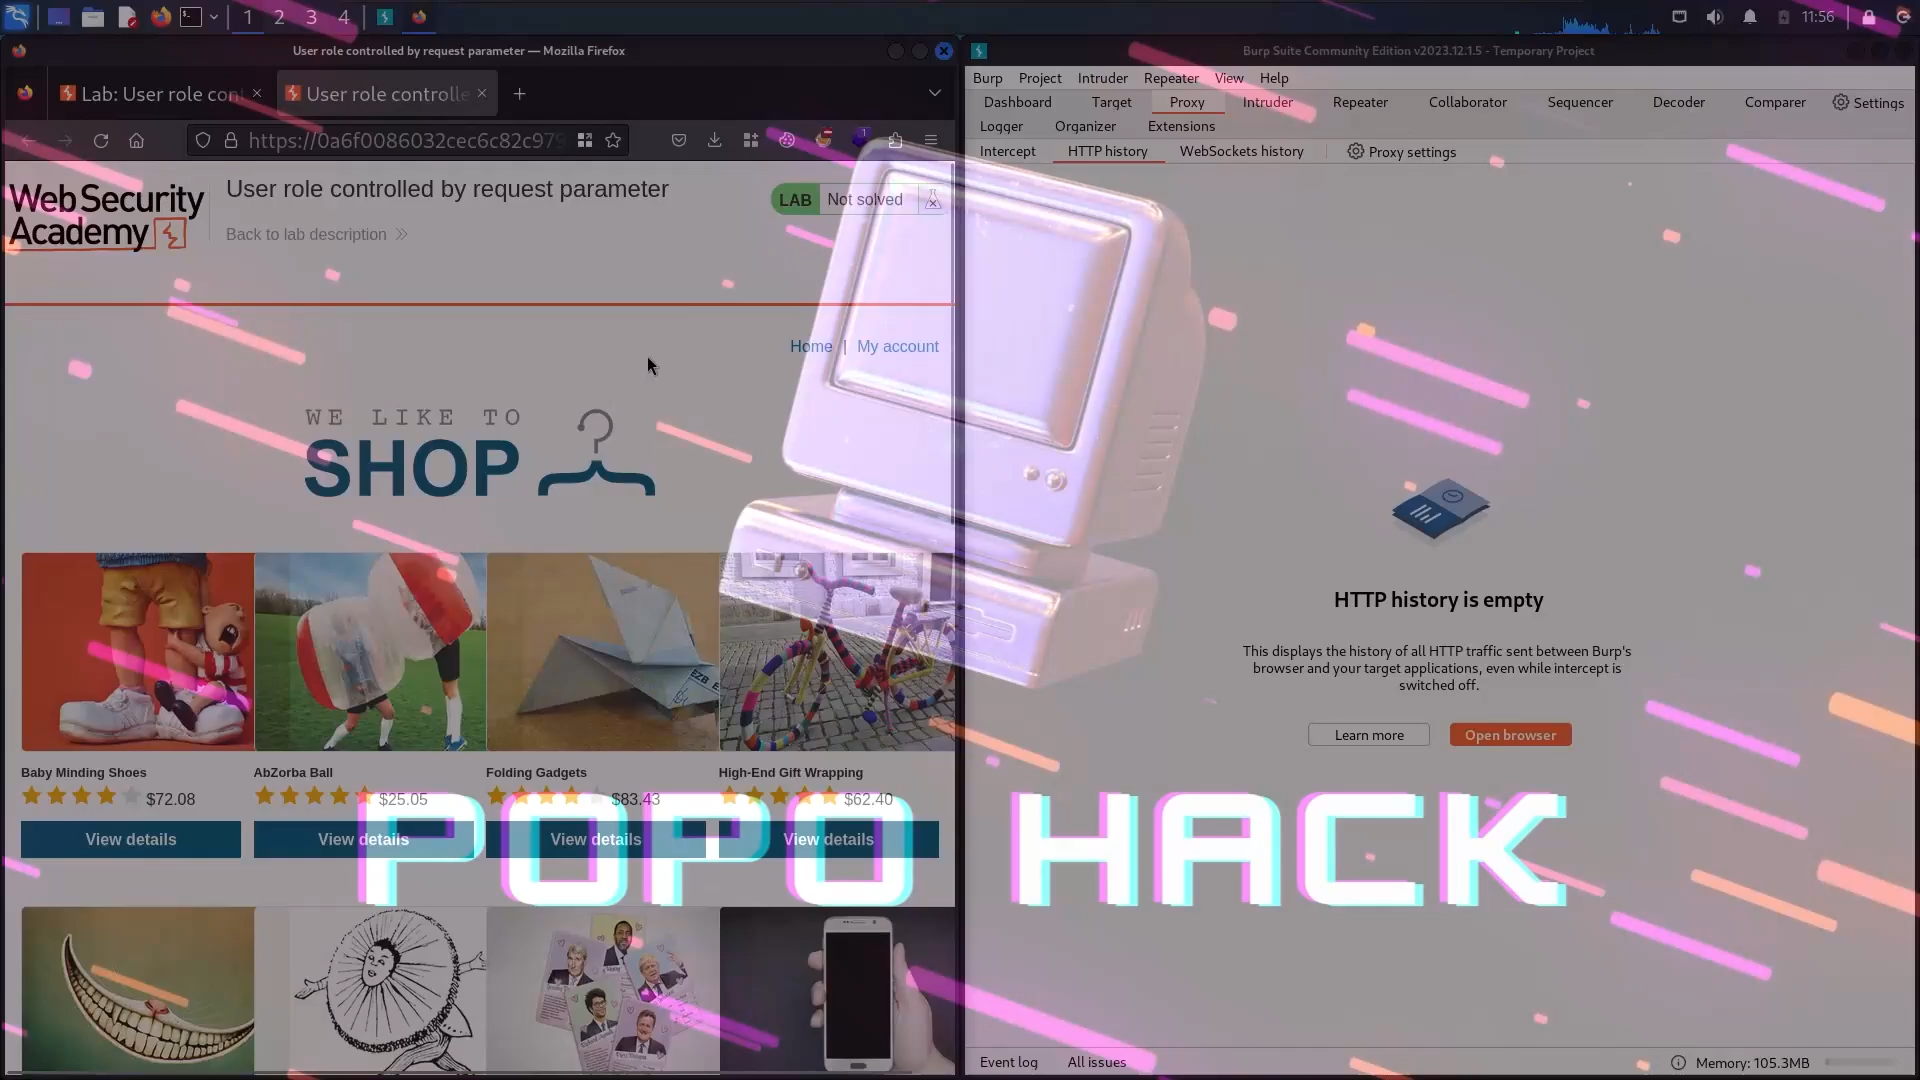 1 2 3 4
11:56
User role controlled by request parameter — Mozilla Firefox
Lab: User role con
User role controlle
https://0a6f0086032cec6c82c979
1
Web Security Academy
User role controlled by request parameter
Back to lab description
LAB Not solved
Home | My account
WE LIKE TO
SHOP
Baby Minding Shoes
$72.08
View details
AbZorba Ball
$25.05
View details
Folding Gadgets
$83.43
View details
High-End Gift Wrapping
$62.40
View details
Burp Suite Community Edition v2023.12.1.5 - Temporary Project
Burp Project Intruder Repeater View Help
Dashboard Target Proxy Intruder Repeater Collaborator Sequencer Decoder Comparer Settings
Logger Organizer Extensions
Intercept HTTP history WebSockets history Proxy settings
HTTP history is empty
This displays the history of all HTTP traffic sent between Burp's
browser and your target applications, even while intercept is
switched off.
Learn more Open browser
POPO HACK
Event log All issues
Memory: 105.3MB